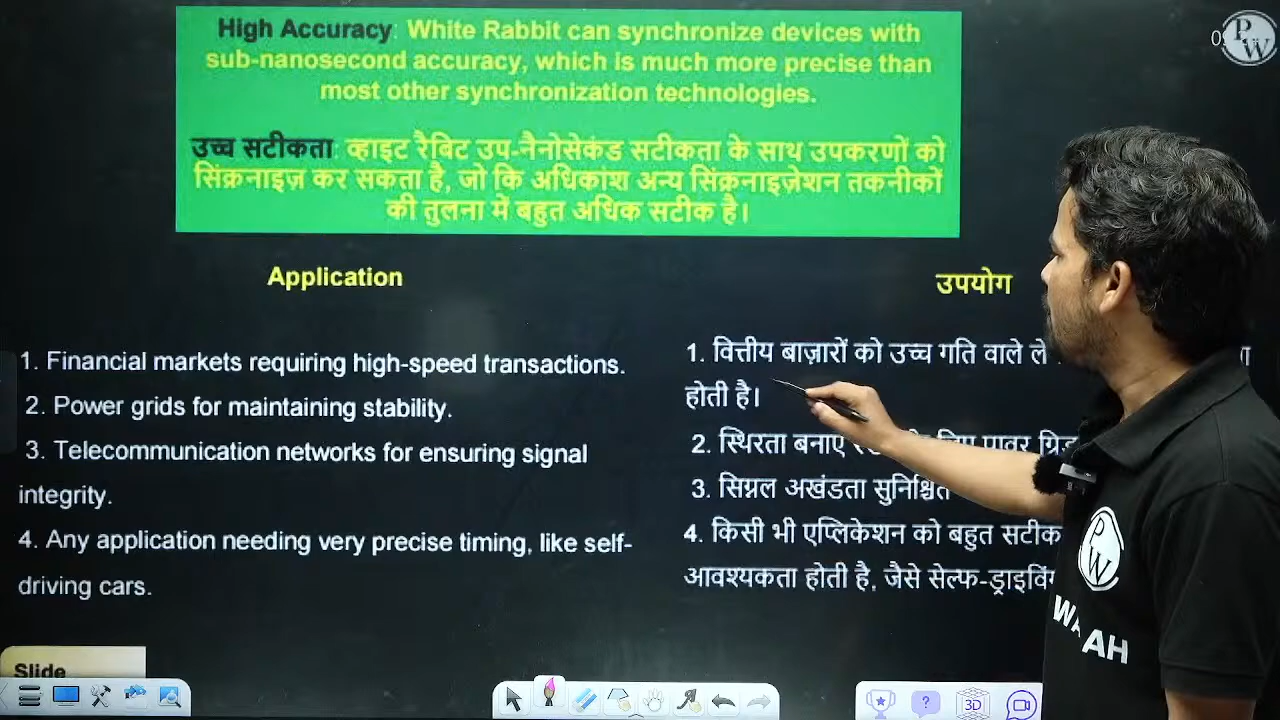 High Accuracy: White Rabbit can synchronize devices with
sub-nanosecond accuracy, which is much more precise than
most other synchronization technologies.
उच्च सटीकता: व्हाइट रैबिट उप-नैनोसेकंड सटीकता के साथ उपकरणों को
सिंक्रनाइज़ कर सकता है, जो कि अधिकांश अन्य सिंक्रनाइज़ेशन तकनीकों
की तुलना में बहुत अधिक सटीक है।
Application
1. Financial markets requiring high-speed transactions.
2. Power grids for maintaining stability.
3. Telecommunication networks for ensuring signal
integrity.
4. Any application needing very precise timing, like self-
driving cars.
उपयोग
1. वित्तीय बाज़ारों को उच्च गति वाले
होती है।
2. स्थिरता बनाए लिए पावर ग्रिड
3. सिग्नल अखंडता सुनिश्चित
4. किसी भी एप्लिकेशन को बहुत सटीक
आवश्यकता होती है, जैसे सेल्फ-ड्राइविंग
Slide
3D
PW
PW